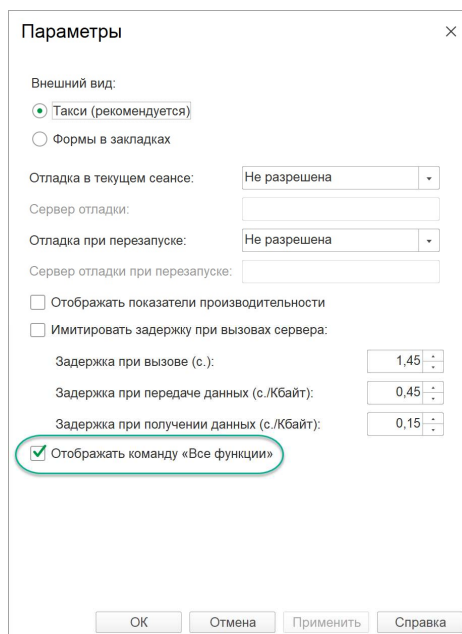 Параметры
Внешний вид:
Такси (рекомендуется)
Формы в закладках
Отладка в текущем сеансе: Не разрешена
Сервер отладки:
Отладка при перезапуске: Не разрешена
Сервер отладки при перезапуске:
Отображать показатели производительности
Имитировать задержку при вызовах сервера:
Задержка при вызове (с.): 1,45
Задержка при передаче данных (с./Кбайт): 0,45
Задержка при получении данных (с./Кбайт): 0,15
Отображать команду «Все функции»
ОК Отмена Применить Справка